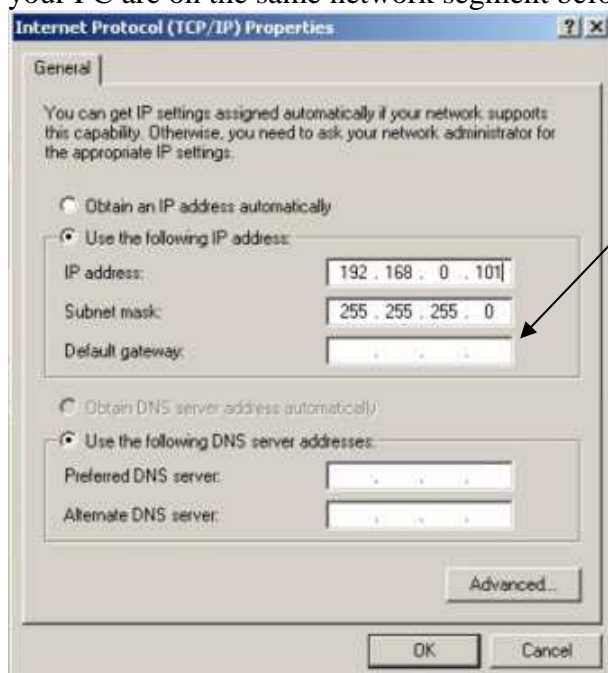 your PC are on the same network segment befo
Internet Protocol (TCP/IP) Properties
General
You can get IP settings assigned automatically if your network supports
this capability. Otherwise, you need to ask your network administrator for
the appropriate IP settings.
Obtain an IP address automatically
Use the following IP address:
IP address: 192 . 168 . 0 . 101
Subnet mask: 255 . 255 . 255 . 0
Default gateway: . . .
Obtain DNS server address automatically
Use the following DNS server addresses:
Preferred DNS server: . . .
Alternate DNS server: . . .
Advanced...
OK Cancel